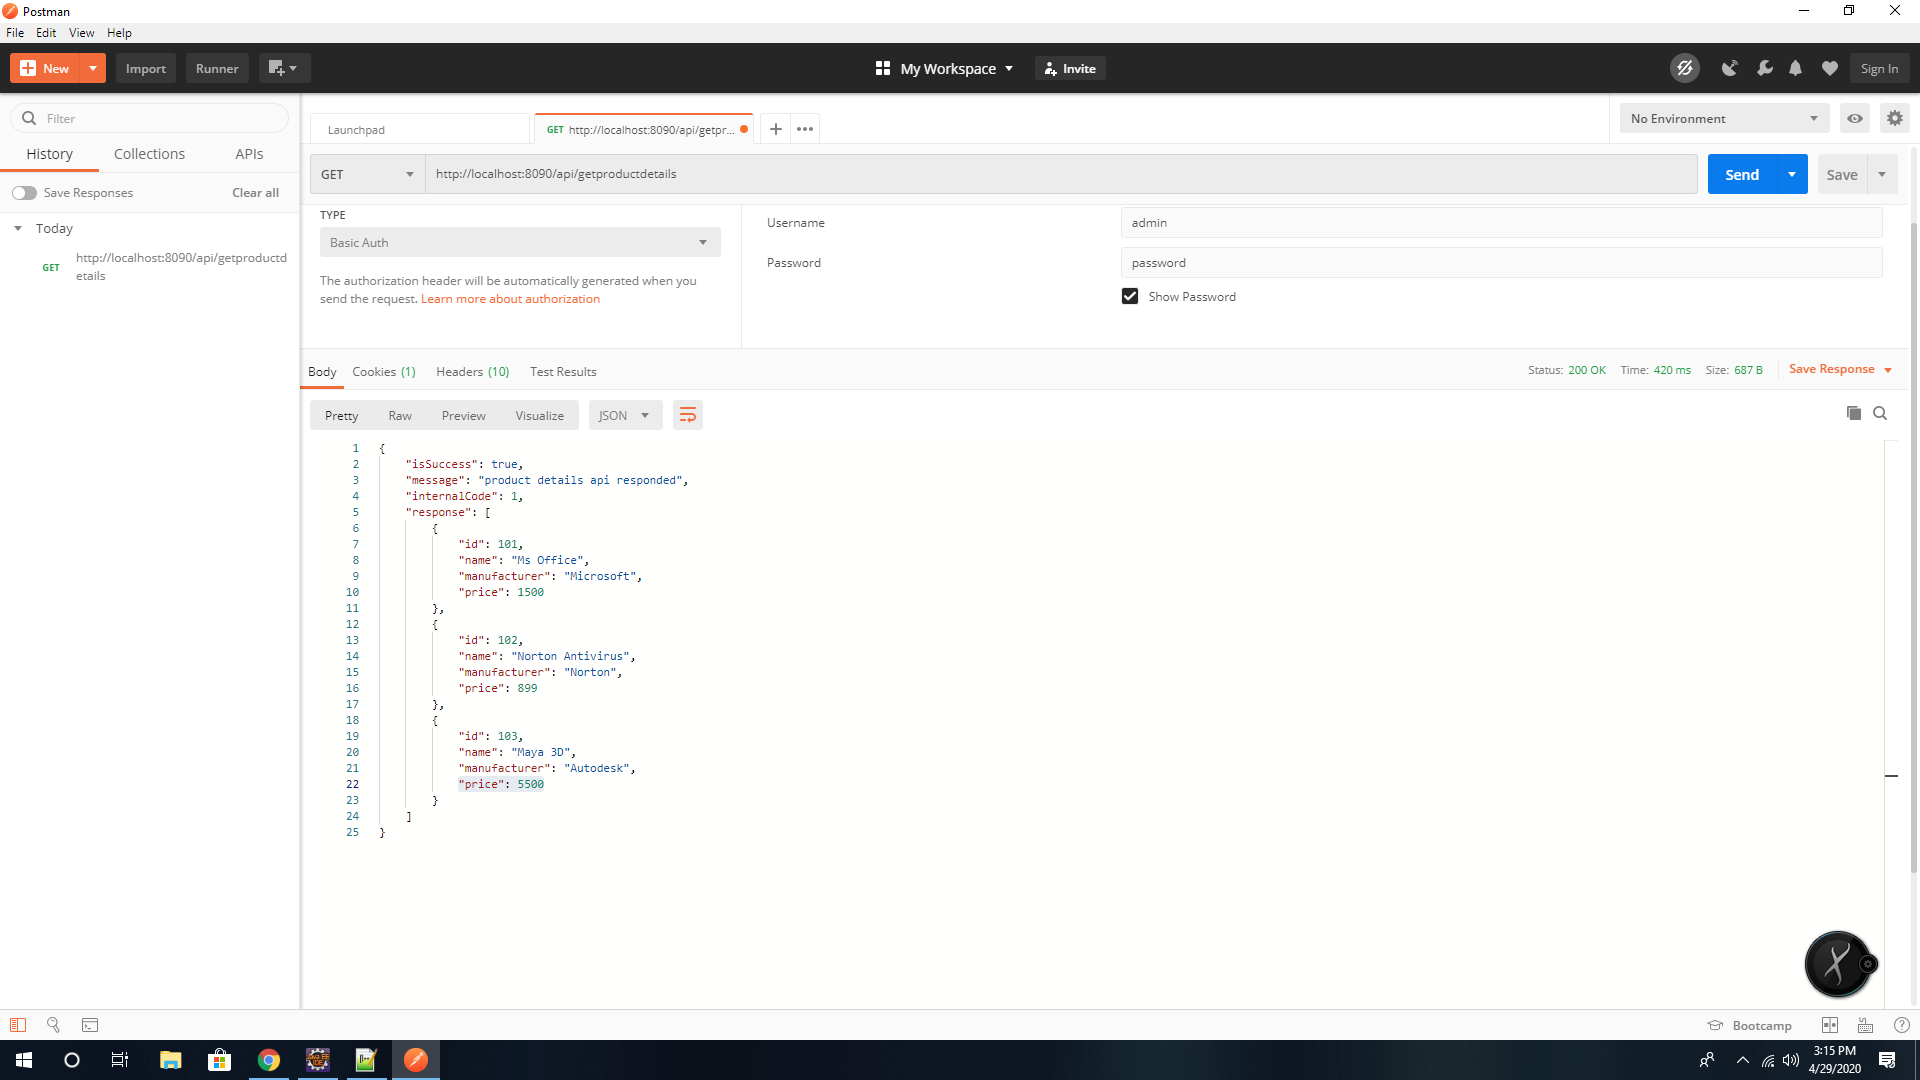 Postman
File Edit View Help
New Import Runner My Workspace Invite Sign In
Filter
History Collections APIs
Save Responses Clear all
Today
GET http://localhost:8090/api/getproductd
etails
Launchpad GET http://localhost:8090/api/getpr... No Environment
GET http://localhost:8090/api/getproductdetails Send Save
TYPE
Basic Auth
The authorization header will be automatically generated when you
send the request. Learn more about authorization
Username admin
Password password
Show Password
Body Cookies (1) Headers (10) Test Results Status: 200 OK Time: 420 ms Size: 687 B Save Response
Pretty Raw Preview Visualize JSON
1 {
2 "isSuccess": true,
3 "message": "product details api responded",
4 "internalCode": 1,
5 "response": [
6 {
7 "id": 101,
8 "name": "Ms Office",
9 "manufacturer": "Microsoft",
10 "price": 1500
11 },
12 {
13 "id": 102,
14 "name": "Norton Antivirus",
15 "manufacturer": "Norton",
16 "price": 899
17 },
18 {
19 "id": 103,
20 "name": "Maya 3D",
21 "manufacturer": "Autodesk",
22 "price": 5500
23 }
24 ]
25 }
Bootcamp
3:15 PM
4/29/2020